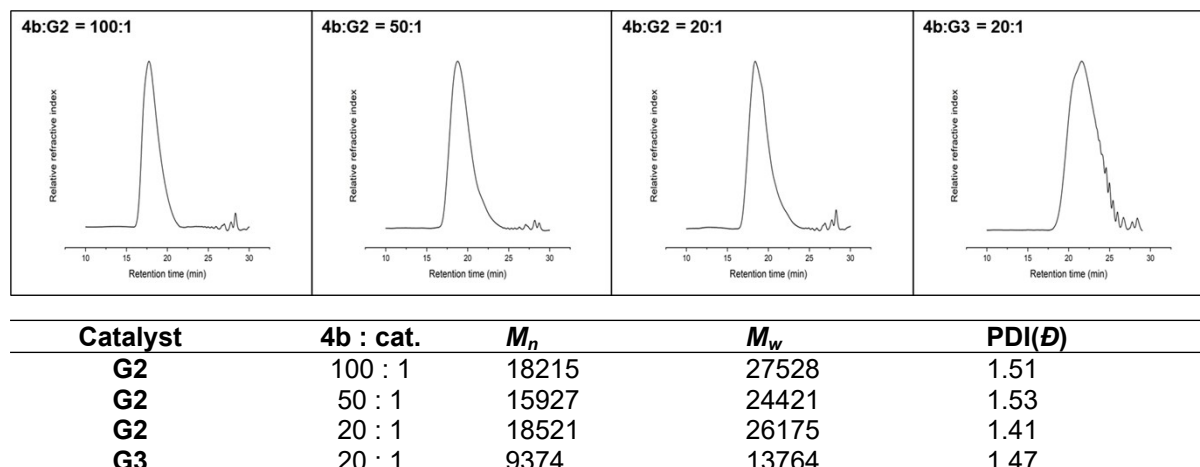 4b:G2 = 100:1
Relative refractive index
10 15 20 25 30
Retention time (min)
4b:G2 = 50:1
Relative refractive index
10 15 20 25 30
Retention time (min)
4b:G2 = 20:1
Relative refractive index
10 15 20 25 30
Retention time (min)
4b:G3 = 20:1
Relative refractive index
10 15 20 25 30
Retention time (min)
Catalyst 4b : cat. Mn Mw PDI(Đ)
G2 100 : 1 18215 27528 1.51
G2 50 : 1 15927 24421 1.53
G2 20 : 1 18521 26175 1.41
G3 20 : 1 9374 13764 1.47